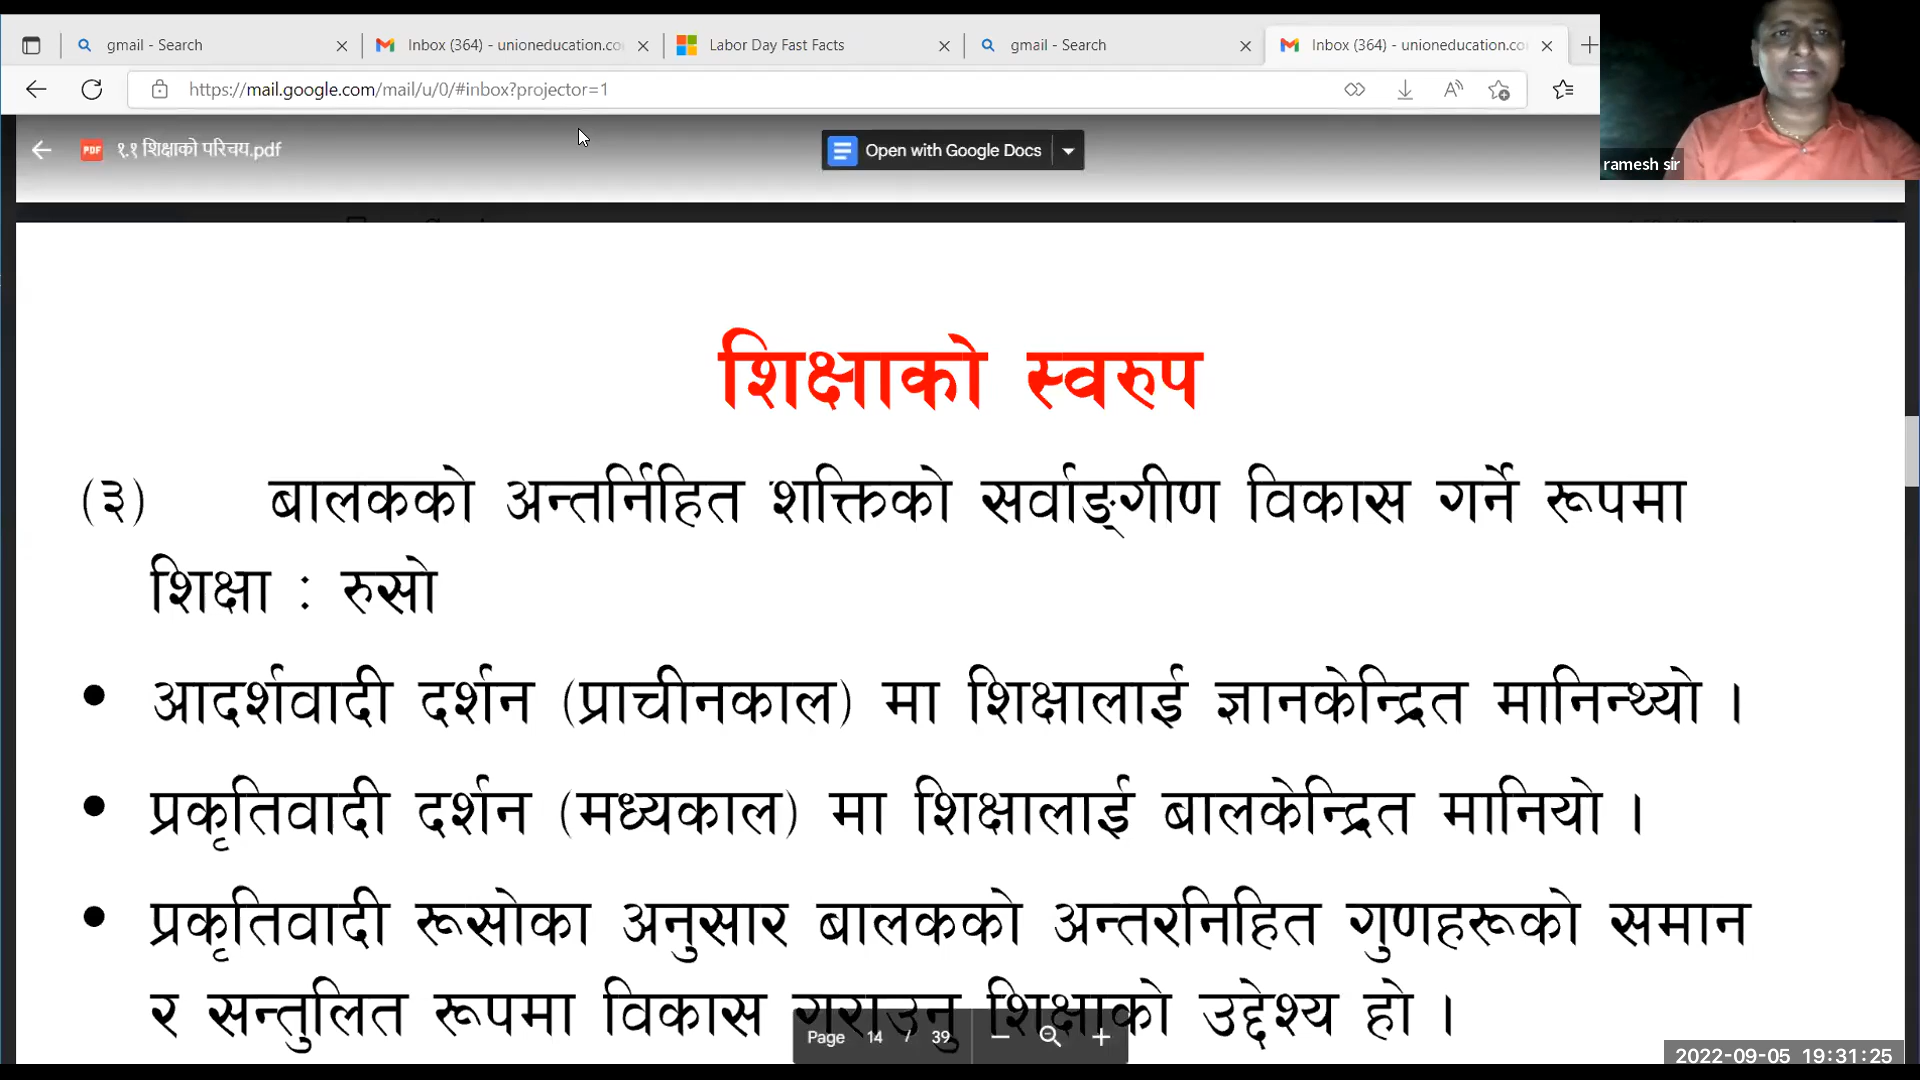 gmail - Search
Inbox (364) - unioneducation.co
Labor Day Fast Facts
gmail - Search
Inbox (364) - unioneducation.co
https://mail.google.com/mail/u/0/#inbox?projector=1
PDF
१.१ शिक्षाको परिचय.pdf
Open with Google Docs
ramesh sir
शिक्षाको स्वरुप
(३) बालकको अन्तर्निहित शक्तिको सर्वाङ्गीण विकास गर्ने रूपमा
शिक्षा : रुसो
• आदर्शवादी दर्शन (प्राचीनकाल) मा शिक्षालाई ज्ञानकेन्द्रित मानिन्थ्यो ।
• प्रकृतिवादी दर्शन (मध्यकाल) मा शिक्षालाई बालकेन्द्रित मानियो ।
• प्रकृतिवादी रूसोका अनुसार बालकको अन्तरनिहित गुणहरूको समान
र सन्तुलित रूपमा विकास गराउनु शिक्षाको उद्देश्य हो ।
Page 14 / 39
2022-09-05 19:31:25